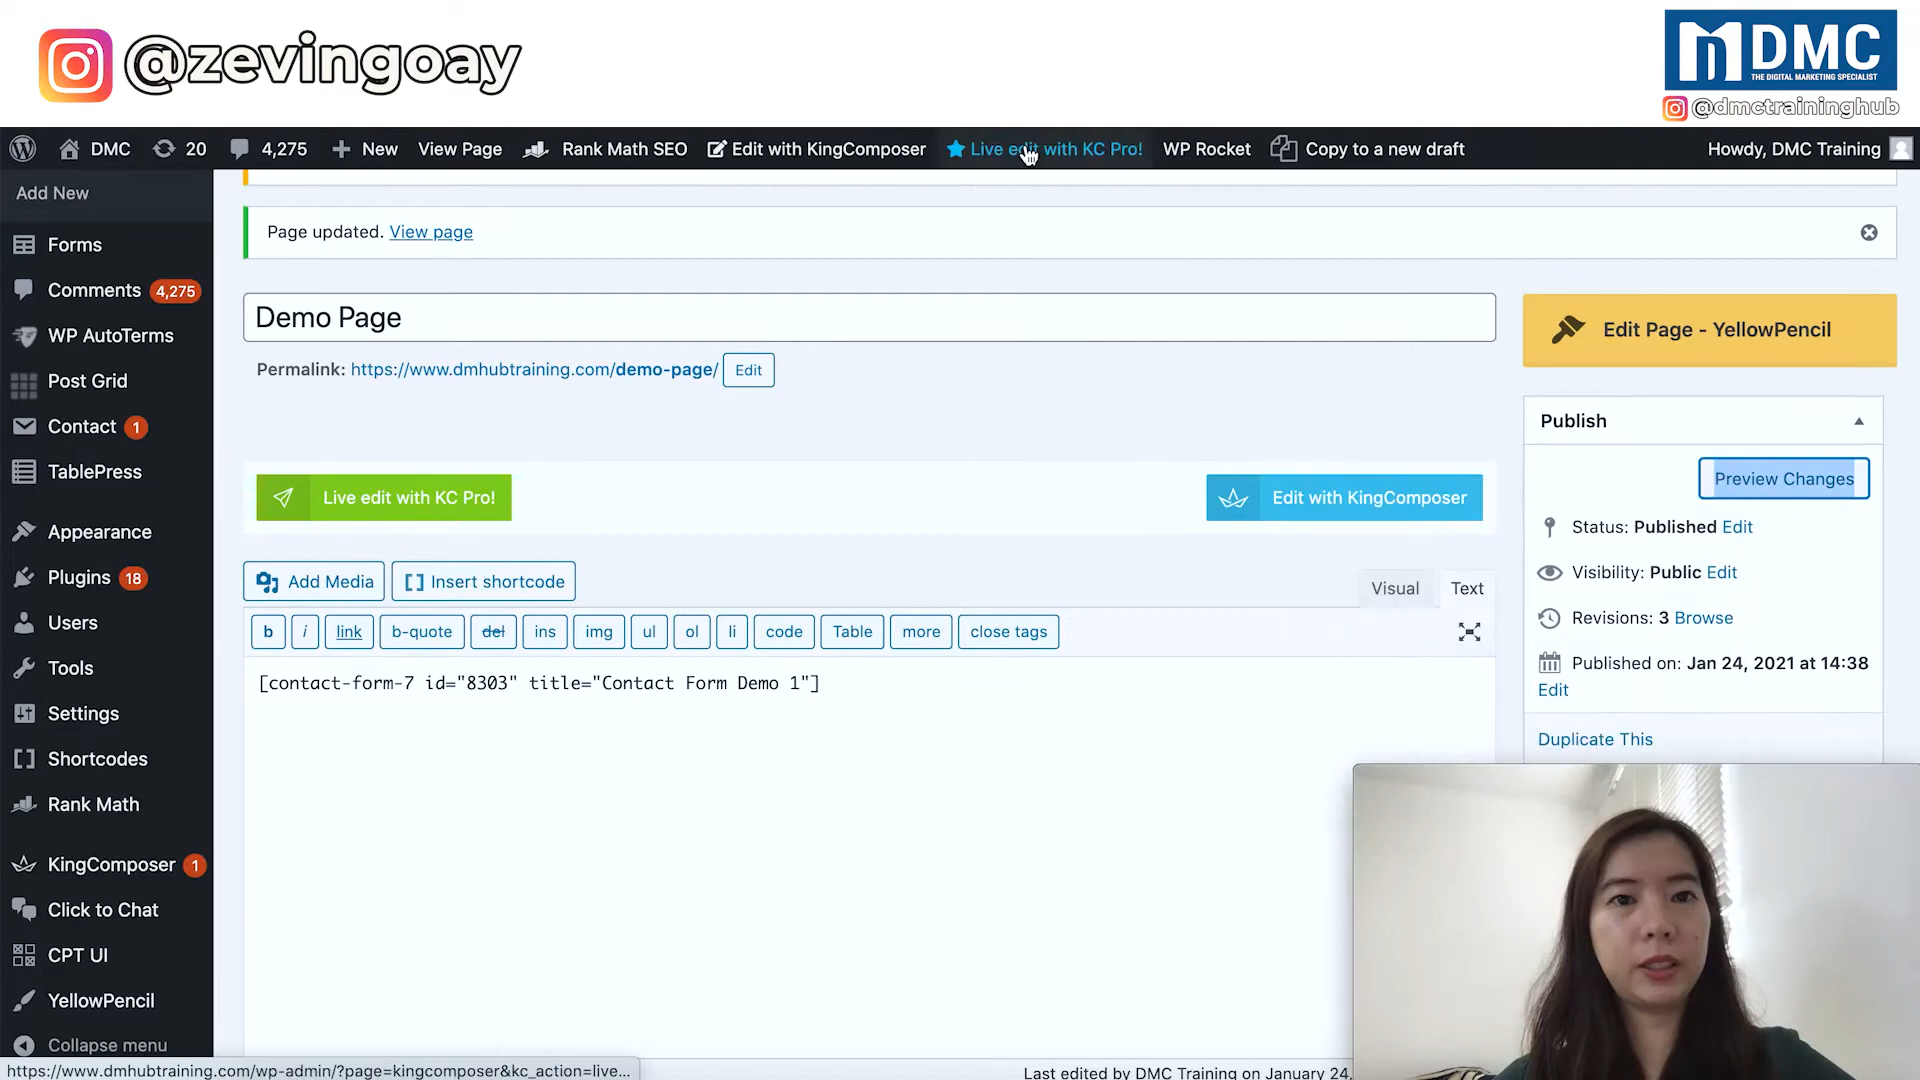 @zevingoay
DMC
THE DIGITAL MARKETING SPECIALIST
@dmctraininghub
DMC 20 4,275 New View Page Rank Math SEO Edit with KingComposer Live edit with KC Pro! WP Rocket Copy to a new draft Howdy, DMC Training
Add New
Forms
Comments 4,275
WP AutoTerms
Post Grid
Contact 1
TablePress
Appearance
Plugins 18
Users
Tools
Settings
Shortcodes
Rank Math
KingComposer 1
Click to Chat
CPT UI
YellowPencil
Collapse menu
Page updated. View page
Demo Page
Permalink: https://www.dmhubtraining.com/demo-page/ Edit
Live edit with KC Pro!
Edit with KingComposer
Add Media
Insert shortcode
Visual Text
b i link b-quote del ins img ul ol li code Table more close tags
[contact-form-7 id="8303" title="Contact Form Demo 1"]
Edit Page - YellowPencil
Publish
Preview Changes
Status: Published Edit
Visibility: Public Edit
Revisions: 3 Browse
Published on: Jan 24, 2021 at 14:38
Edit
Duplicate This
https://www.dmhubtraining.com/wp-admin/?page=kingcomposer&kc_action=live...
Last edited by DMC Training on January 24,